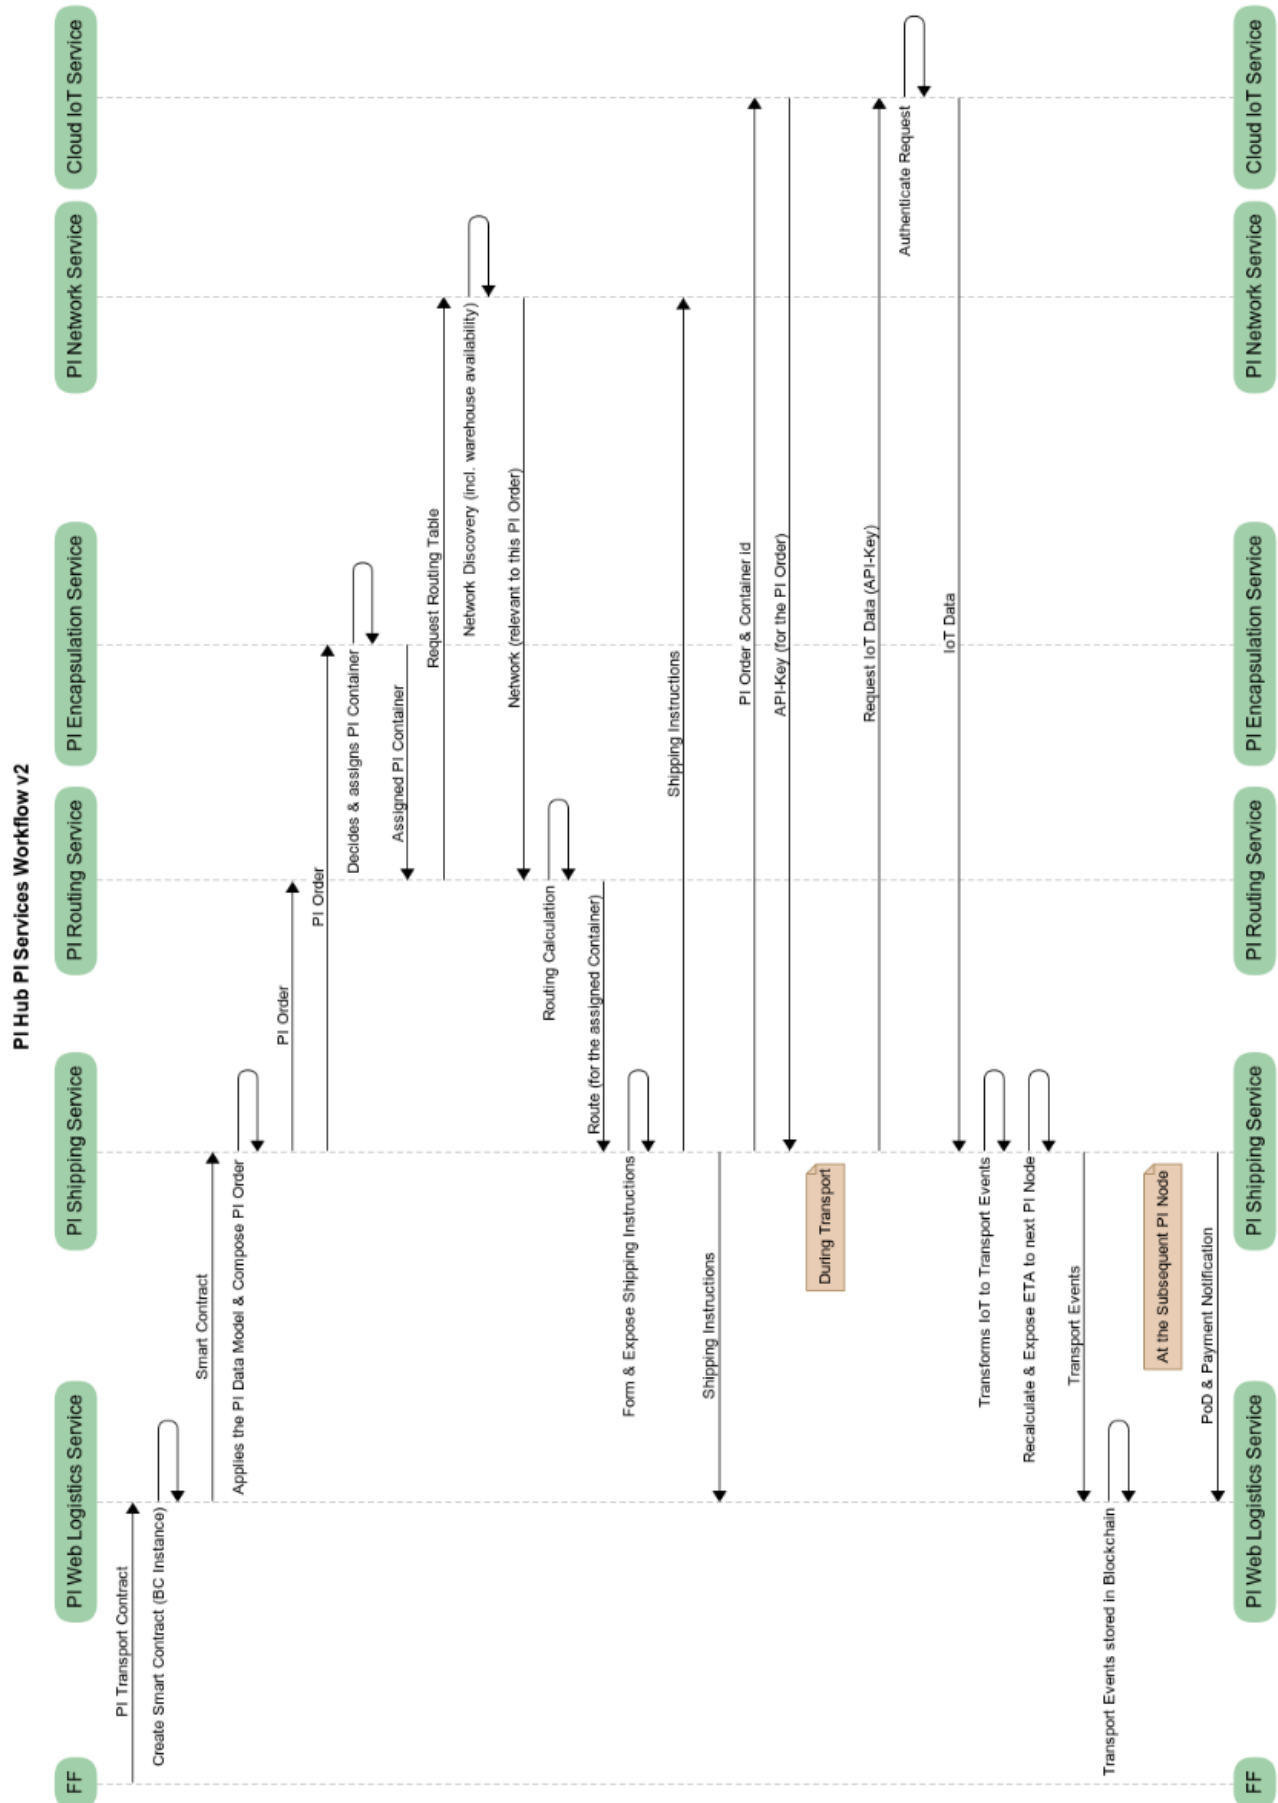 PI Hub PI Services Workflow v2
FF
PI Web Logistics Service
PI Shipping Service
PI Routing Service
PI Encapsulation Service
PI Network Service
Cloud IoT Service
PI Transport Contract
Create Smart Contract (BC Instance)
Smart Contract
Applies the PI Data Model & Compose PI Order
PI Order
PI Order
Decides & assigns PI Container
Assigned PI Container
Request Routing Table
Network Discovery (incl. warehouse availability)
Network (relevant to this PI Order)
Routing Calculation
Route (for the assigned Container)
Form & Expose Shipping Instructions
Shipping Instructions
Shipping Instructions
PI Order & Container id
API-Key (for the PI Order)
During Transport
Request IoT Data (API-Key)
Authenticate Request
IoT Data
Transforms IoT to Transport Events
Recalculate & Expose ETA to next PI Node
Transport Events
Transport Events stored in Blockchain
At the Subsequent PI Node
PoD & Payment Notification
FF
PI Web Logistics Service
PI Shipping Service
PI Routing Service
PI Encapsulation Service
PI Network Service
Cloud IoT Service